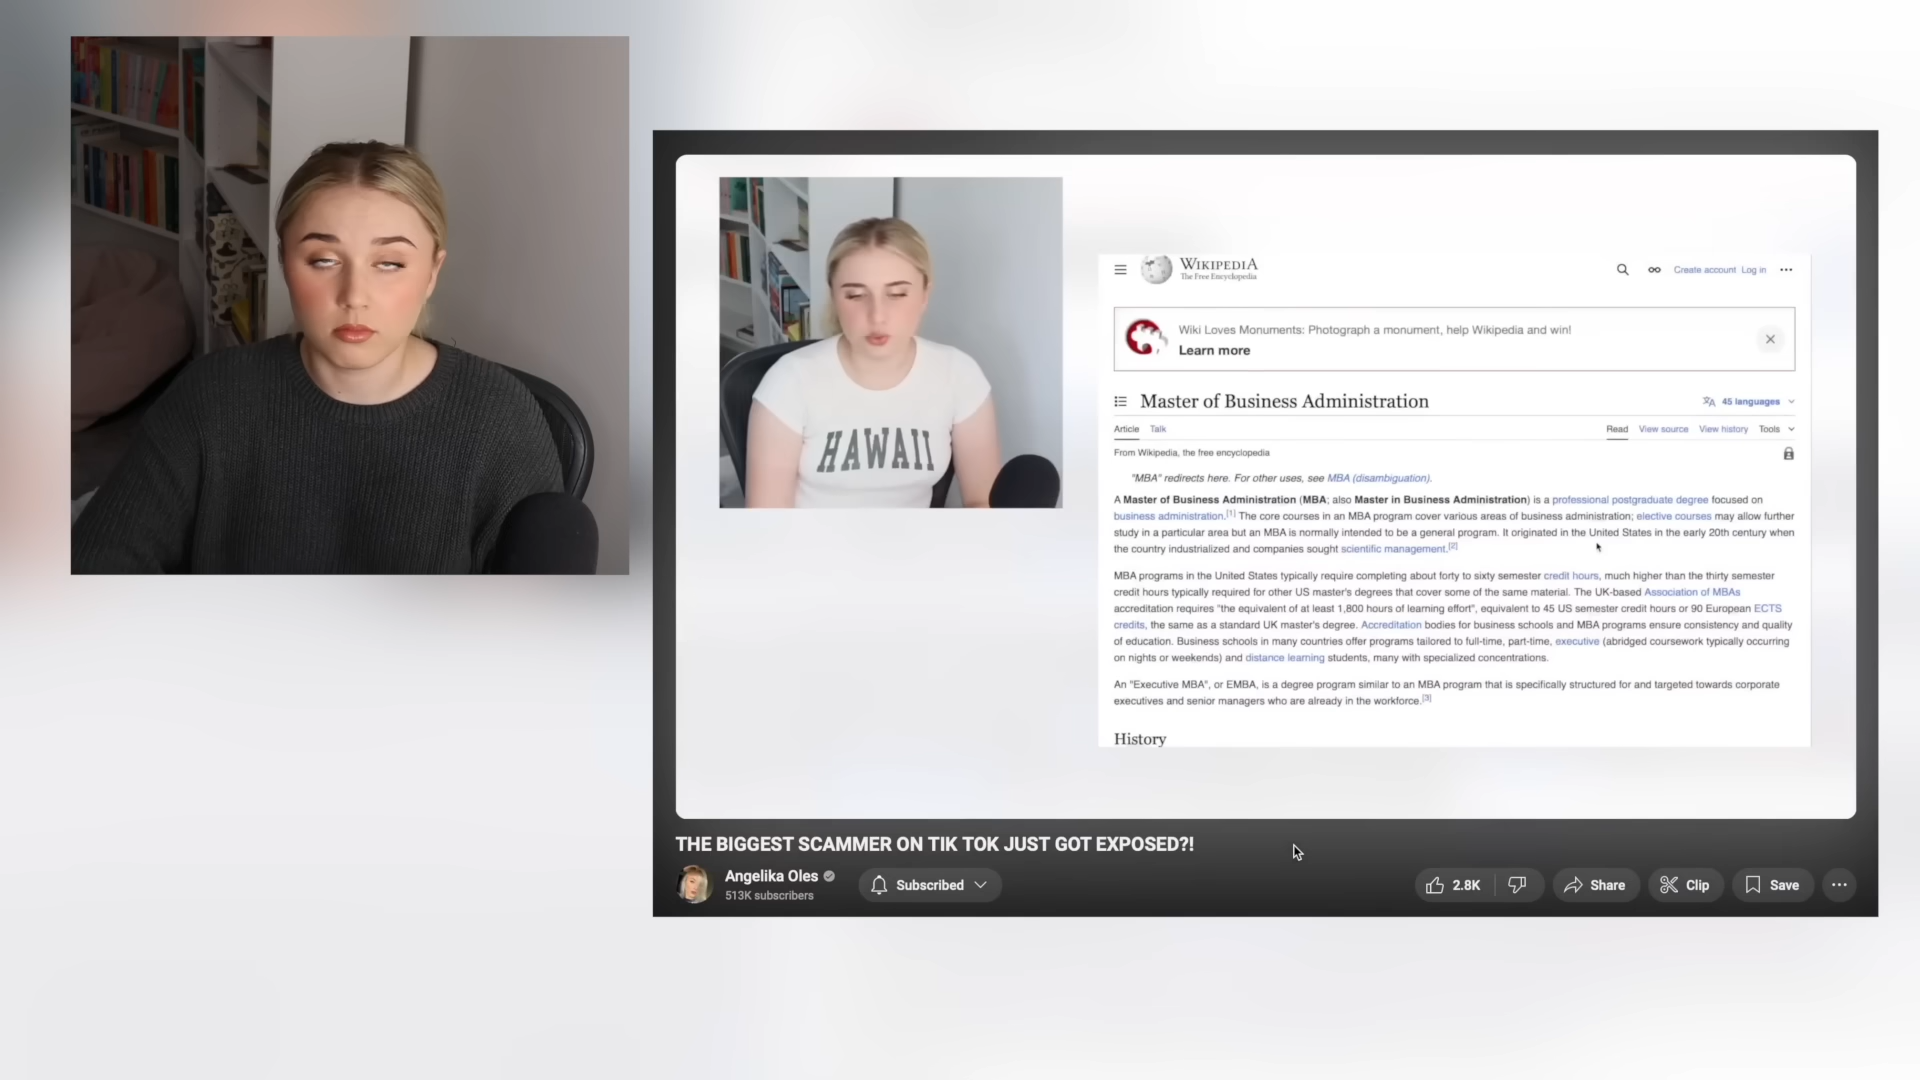 HAWAII
WIKIPEDIA
The Free Encyclopedia
Create account Log in
Wiki Loves Monuments: Photograph a monument, help Wikipedia and win!
Learn more
Master of Business Administration
45 languages
Article Talk
Read View source View history Tools
From Wikipedia, the free encyclopedia
"MBA" redirects here. For other uses, see MBA (disambiguation).
A Master of Business Administration (MBA; also Master in Business Administration) is a professional postgraduate degree focused on
business administration.[1] The core courses in an MBA program cover various areas of business administration; elective courses may allow further
study in a particular area but an MBA is normally intended to be a general program. It originated in the United States in the early 20th century when
the country industrialized and companies sought scientific management.[2]
MBA programs in the United States typically require completing about forty to sixty semester credit hours, much higher than the thirty semester
credit hours typically required for other US master's degrees that cover some of the same material. The UK-based Association of MBAs
accreditation requires "the equivalent of at least 1,800 hours of learning effort", equivalent to 45 US semester credit hours or 90 European ECTS
credits, the same as a standard UK master's degree. Accreditation bodies for business schools and MBA programs ensure consistency and quality
of education. Business schools in many countries offer programs tailored to full-time, part-time, executive (abridged coursework typically occurring
on nights or weekends) and distance learning students, many with specialized concentrations.
An "Executive MBA", or EMBA, is a degree program similar to an MBA program that is specifically structured for and targeted towards corporate
executives and senior managers who are already in the workforce.[3]
History
THE BIGGEST SCAMMER ON TIK TOK JUST GOT EXPOSED?!
Angelika Oles
513K subscribers
Subscribed
2.8K
Share
Clip
Save